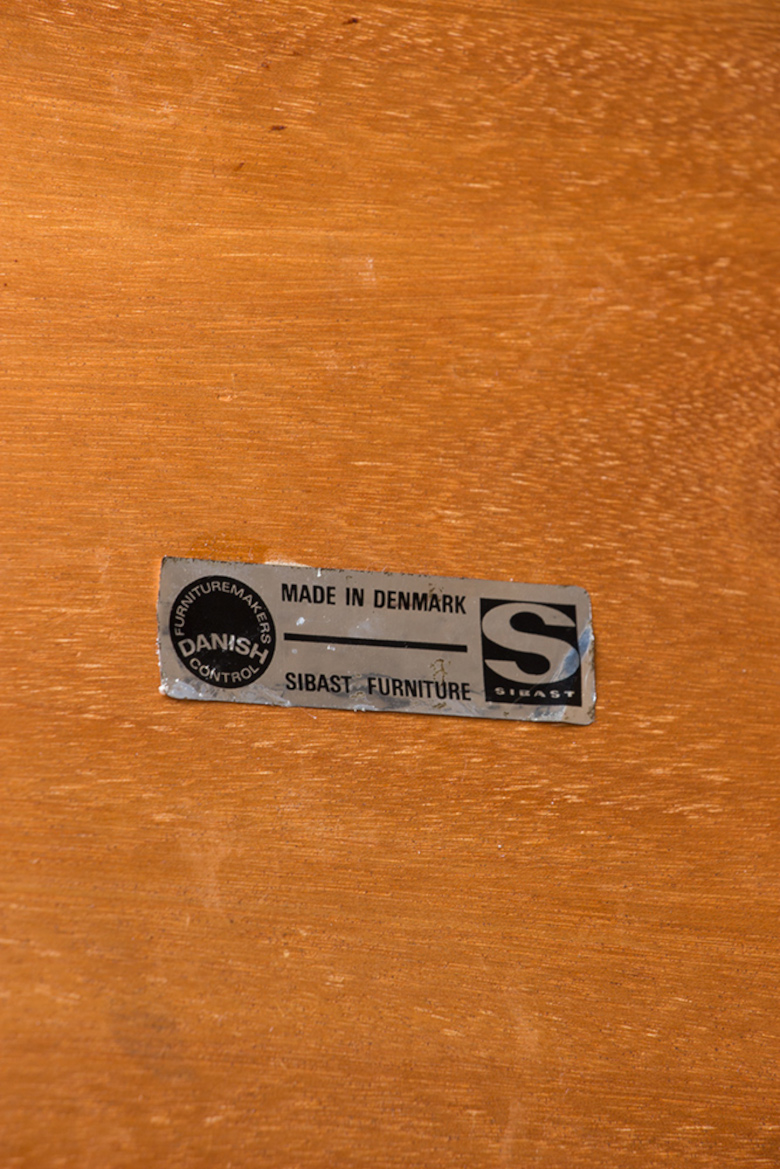 FURNITUREMAKERS
DANISH
CONTROL
MADE IN DENMARK
SIBAST FURNITURE
S
SIBAST